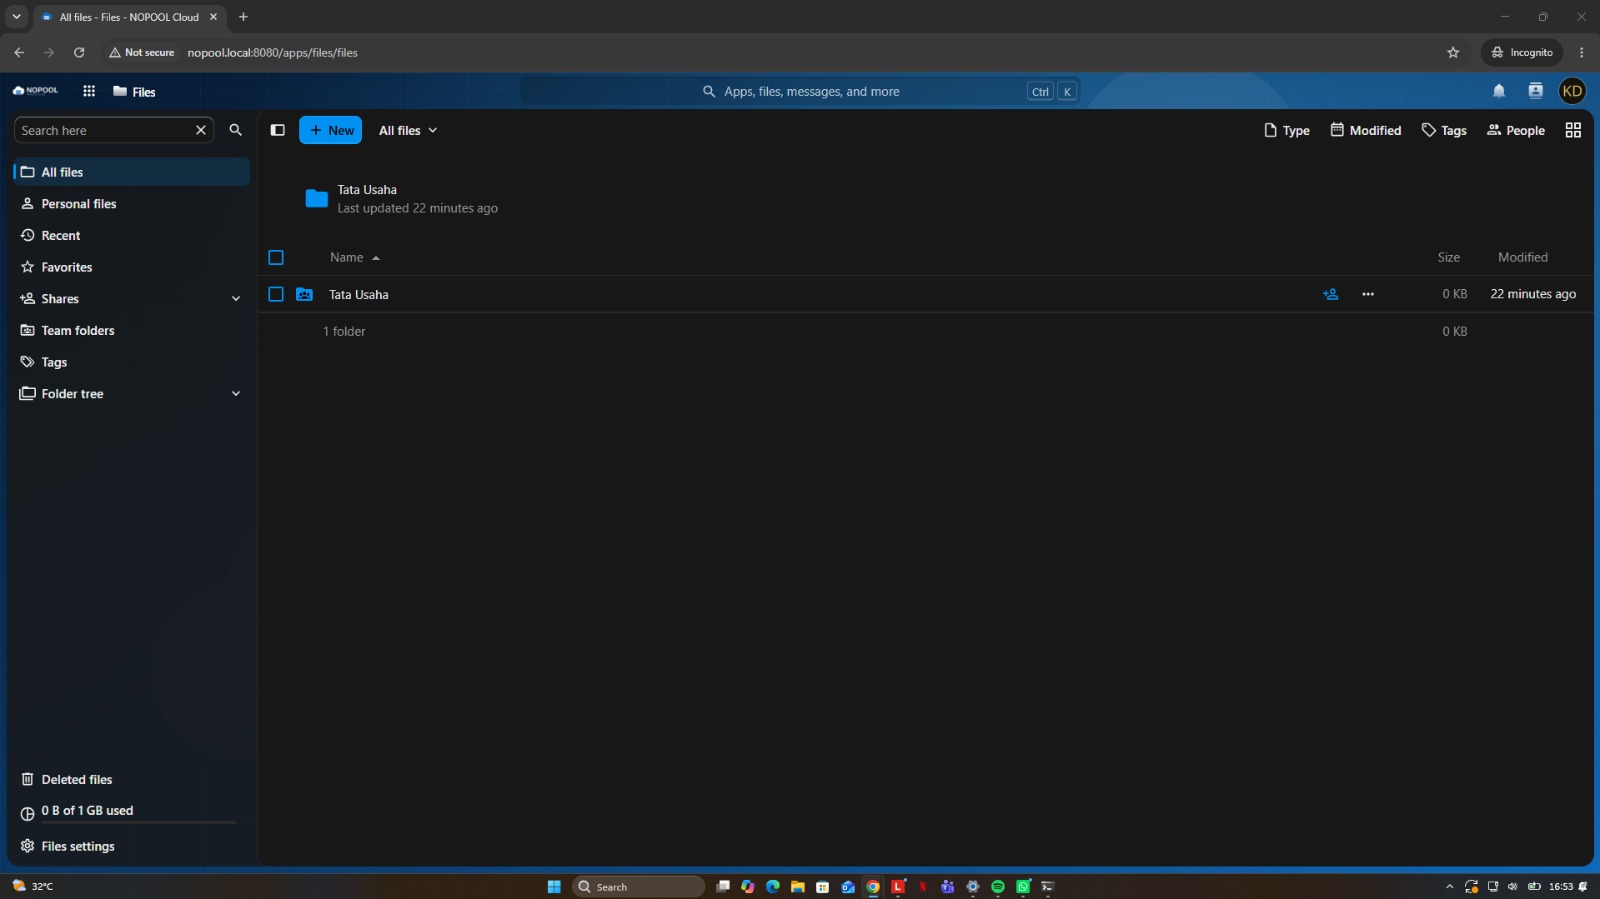 All files - Files - NOPOOL Cloud
Not secure
nopool.local:8080/apps/files/files
Incognito
NOPOOL
Files
Apps, files, messages, and more
Ctrl K
KD
Search here
New
All files
Type
Modified
Tags
People
All files
Personal files
Recent
Favorites
Shares
Team folders
Tags
Folder tree
Tata Usaha
Last updated 22 minutes ago
Name
Size
Modified
Tata Usaha
0 KB
22 minutes ago
1 folder
0 KB
Deleted files
0 B of 1 GB used
Files settings
32°C
Search
16:53